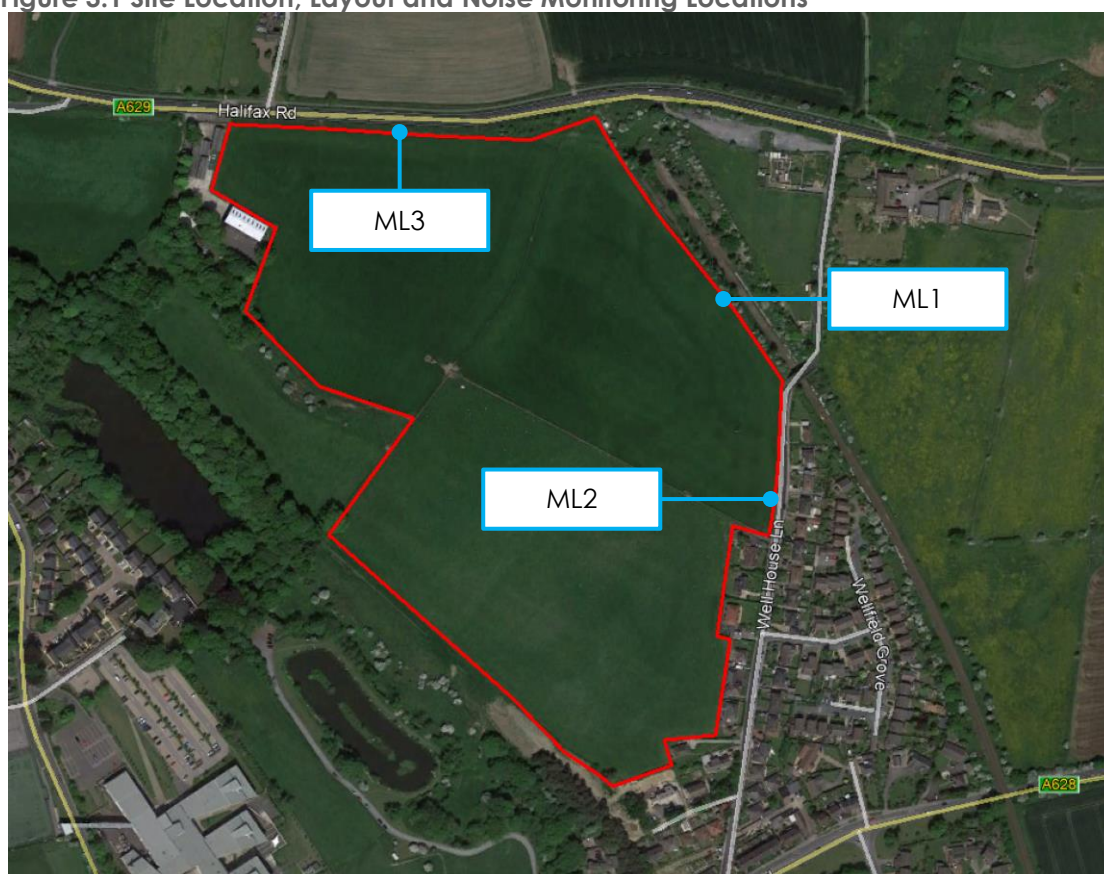 Figure 3.1 Site Location, Layout and Noise Monitoring Locations
A629
Halifax Rd
ML3
ML1
ML2
Well House Ln
Wellfield Grove
A628